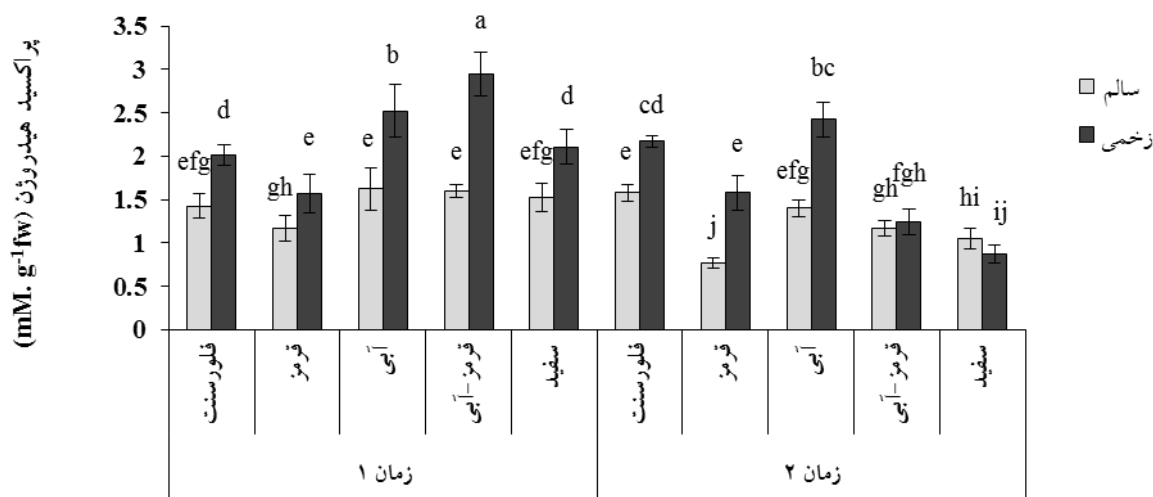 پراکسید هیدروژن (mM. g-1fw)
3.5
3
2.5
2
1.5
1
0.5
0
efg
d
gh
e
e
b
e
a
efg
d
e
cd
j
e
efg
bc
gh
fgh
hi
ij
سالم
زخمی
فلورسنت
قرمز
آبی
قرمز-آبی
سفید
فلورسنت
قرمز
آبی
قرمز-آبی
سفید
زمان ۱
زمان ۲